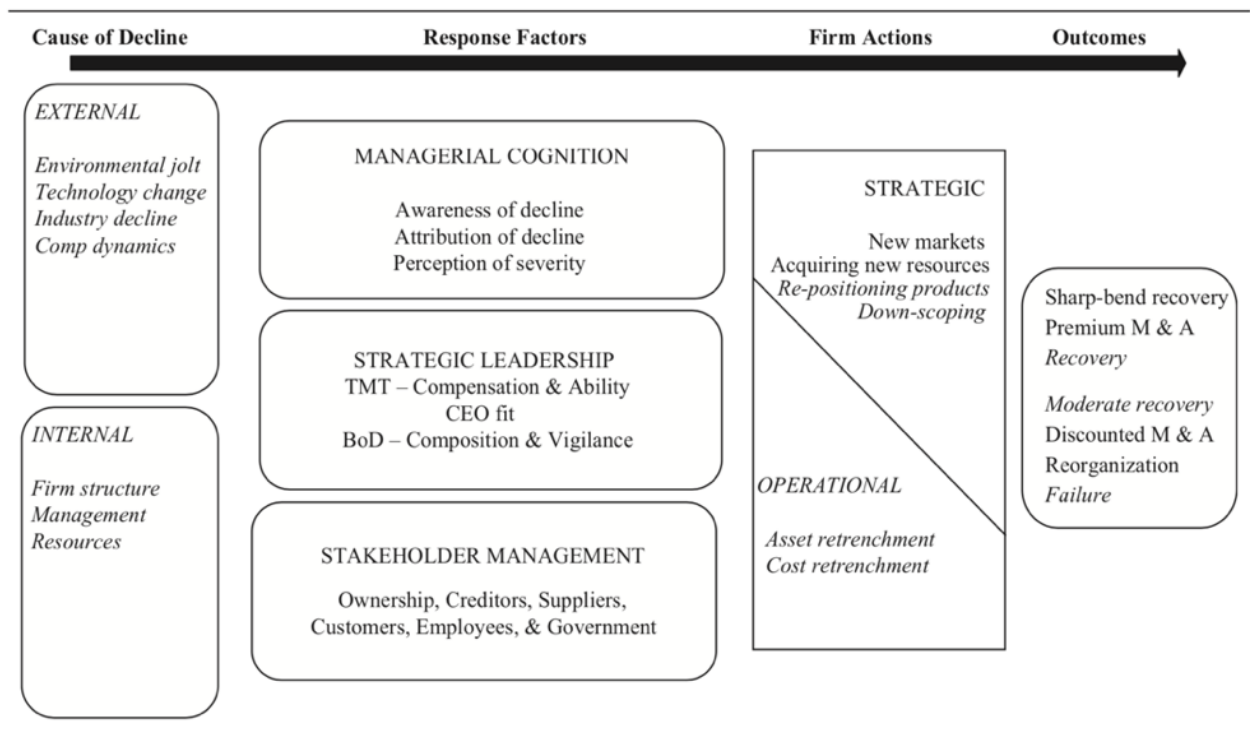 Cause of Decline
Response Factors
Firm Actions
Outcomes
EXTERNAL
Environmental jolt
Technology change
Industry decline
Comp dynamics
INTERNAL
Firm structure
Management
Resources
MANAGERIAL COGNITION
Awareness of decline
Attribution of decline
Perception of severity
STRATEGIC LEADERSHIP
TMT – Compensation & Ability
CEO fit
BoD – Composition & Vigilance
STAKEHOLDER MANAGEMENT
Ownership, Creditors, Suppliers,
Customers, Employees, & Government
STRATEGIC
New markets
Acquiring new resources
Re-positioning products
Down-scoping
OPERATIONAL
Asset retrenchment
Cost retrenchment
Sharp-bend recovery
Premium M & A
Recovery
Moderate recovery
Discounted M & A
Reorganization
Failure